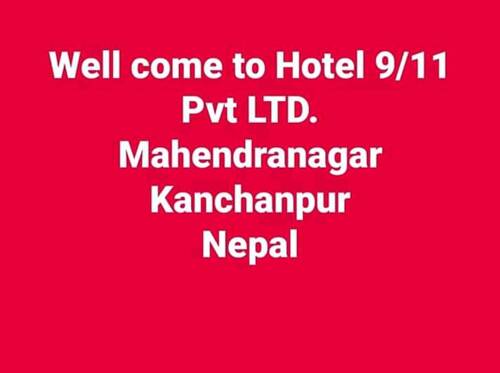 Well come to Hotel 9/11
Pvt LTD.
Mahendranagar
Kanchanpur
Nepal